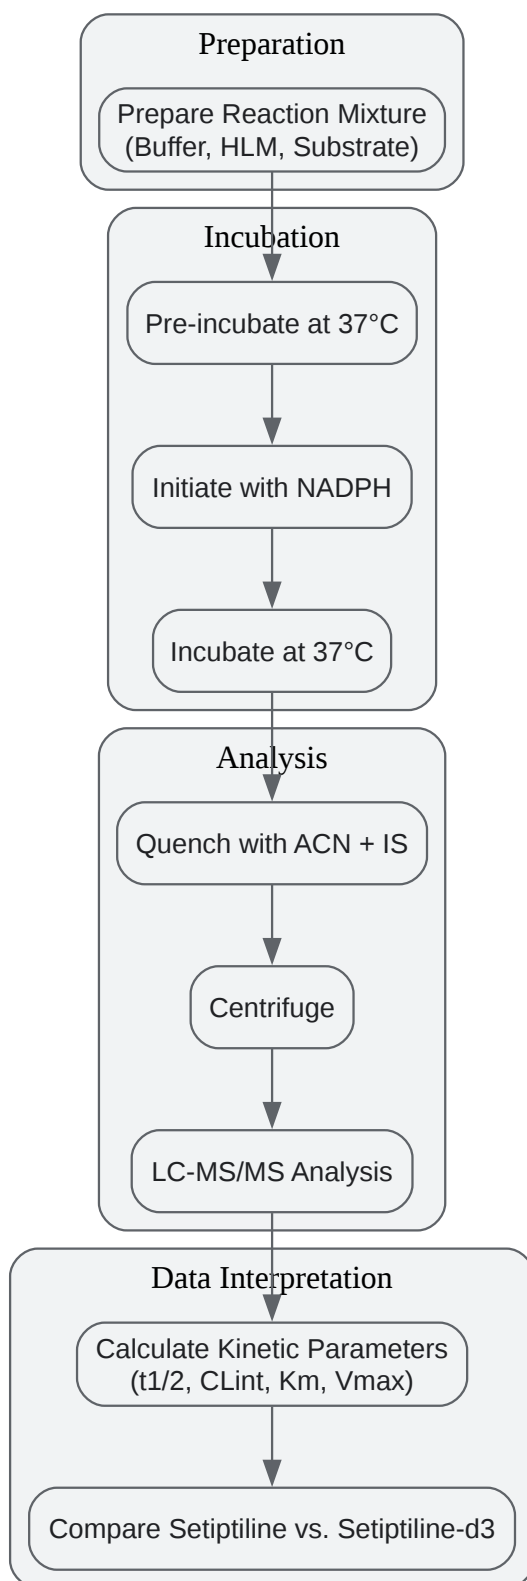 Preparation
Prepare Reaction Mixture
(Buffer, HLM, Substrate)
Incubation
Pre-incubate at 37°C
Initiate with NADPH
Incubate at 37°C
Analysis
Quench with ACN + IS
Centrifuge
LC-MS/MS Analysis
Data Interpretation
Calculate Kinetic Parameters
(t1/2, CLint, Km, Vmax)
Compare Setiptiline vs. Setiptiline-d3